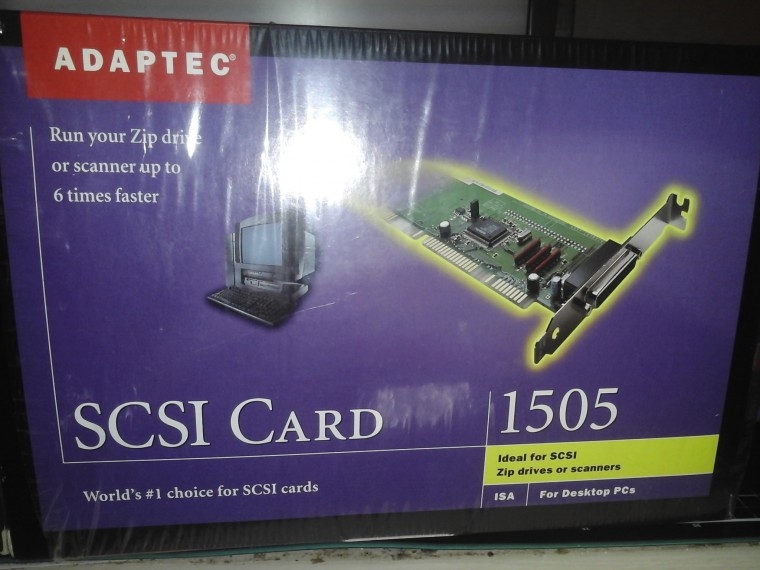 ADAPTEC®
Run your Zip drive
or scanner up to
6 times faster
SCSI CARD
1505
Ideal for SCSI
Zip drives or scanners
World's #1 choice for SCSI cards
ISA
For Desktop PCs